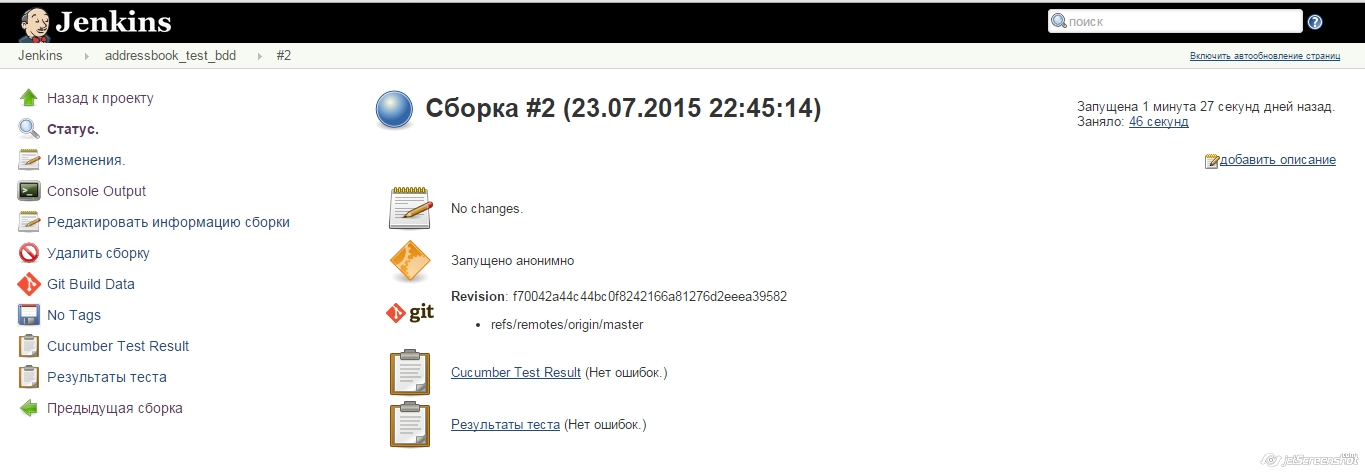 Jenkins
поиск
Jenkins addressbook_test_bdd #2
Включить автообновление страниц
Назад к проекту
Статус.
Изменения.
Console Output
Редактировать информацию сборки
Удалить сборку
Git Build Data
No Tags
Cucumber Test Result
Результаты теста
Предыдущая сборка
Сборка #2 (23.07.2015 22:45:14)
Запущена 1 минута 27 секунд дней назад.
Заняло: 46 секунд
добавить описание
No changes.
Запущено анонимно
git
Revision: f70042a44c44bc0f8242166a81276d2eeea39582
refs/remotes/origin/master
Cucumber Test Result (Нет ошибок.)
Результаты теста (Нет ошибок.)
jetScreenshot